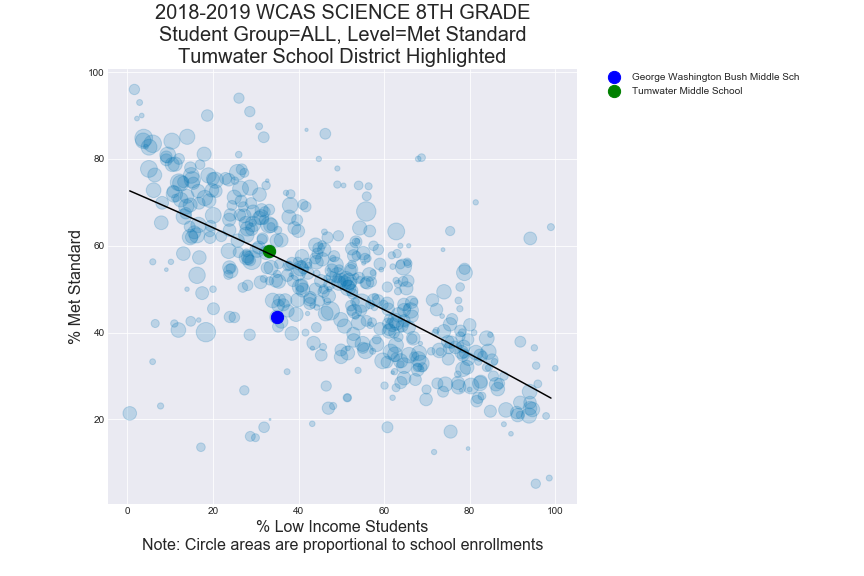 2018-2019 WCAS SCIENCE 8TH GRADE
Student Group=ALL, Level=Met Standard
Tumwater School District Highlighted
George Washington Bush Middle Sch
Tumwater Middle School
% Met Standard
100
80
60
40
20
0 20 40 60 80 100
% Low Income Students
Note: Circle areas are proportional to school enrollments